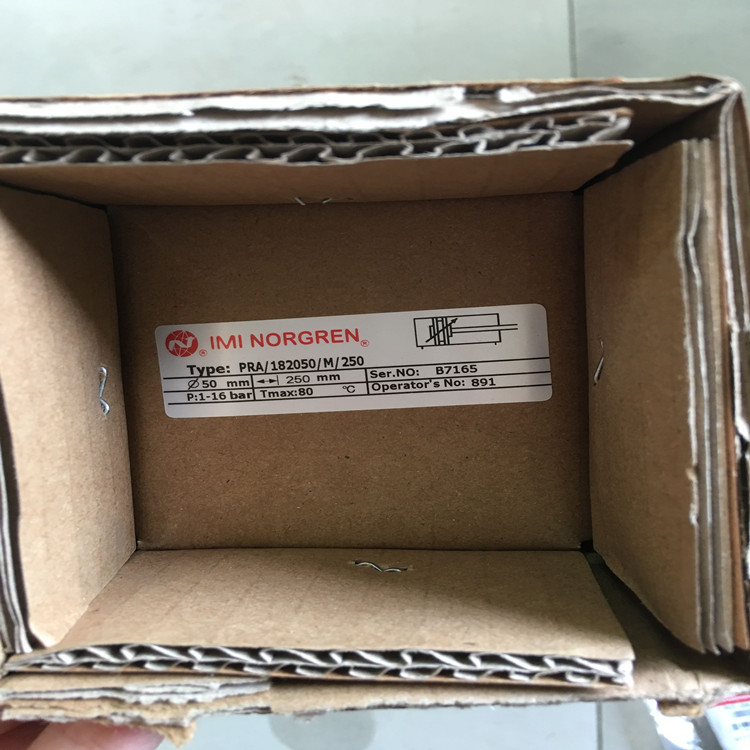 IMI NORGREN®
Type: PRA/182050/M/250
Ø 50 mm 250 mm Ser.NO: B7165
P:1-16 bar Tmax:80 °C Operator's No: 891